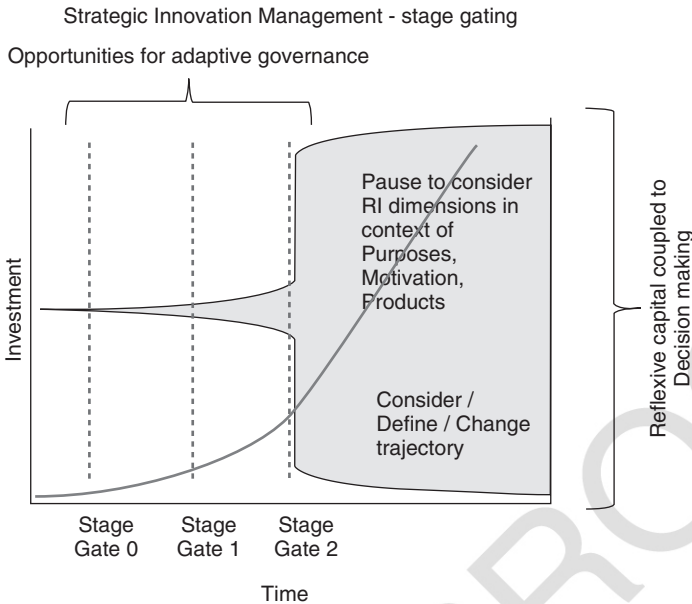 Strategic Innovation Management - stage gating
Opportunities for adaptive governance
Investment
Pause to consider
RI dimensions in
context of
Purposes,
Motivation,
Products
Consider /
Define / Change
trajectory
Reflexive capital coupled to
Decision making
Stage
Gate 0
Stage
Gate 1
Stage
Gate 2
Time